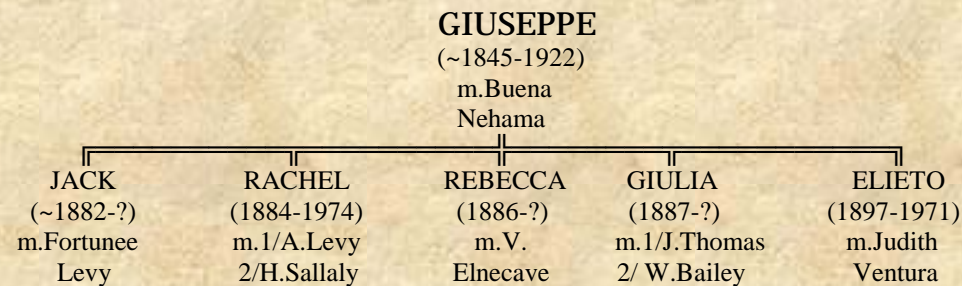 GIUSEPPE
(~1845-1922)
m.Buena
Nehama
JACK RACHEL REBECCA GIULIA ELIETO
(~1882-?) (1884-1974) (1886-?) (1887-?) (1897-1971)
m.Fortunee m.1/A.Levy m.V. m.1/J.Thomas m.Judith
Levy 2/H.Sallaly Elnecave 2/ W.Bailey Ventura